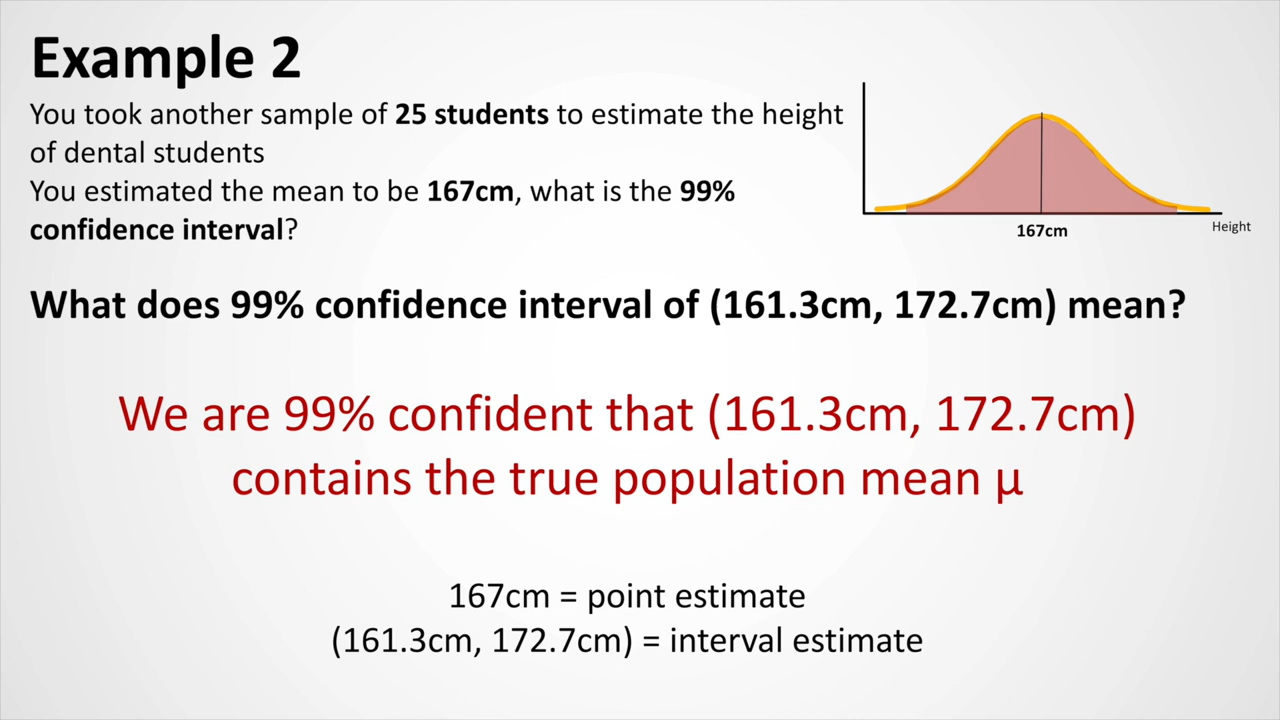 Example 2
You took another sample of 25 students to estimate the height
of dental students
You estimated the mean to be 167cm, what is the 99%
confidence interval?
167cm
Height
What does 99% confidence interval of (161.3cm, 172.7cm) mean?
We are 99% confident that (161.3cm, 172.7cm)
contains the true population mean µ
167cm = point estimate
(161.3cm, 172.7cm) = interval estimate